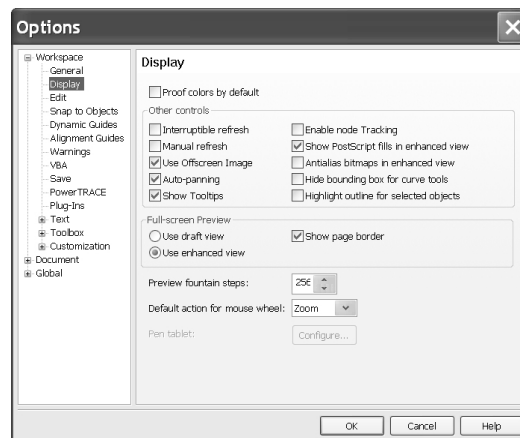 Options
Workspace
General
Display
Edit
Snap to Objects
Dynamic Guides
Alignment Guides
Warnings
VBA
Save
PowerTRACE
Plug-Ins
Text
Toolbox
Customization
Document
Global
Display
Proof colors by default
Other controls
Interruptible refresh
Manual refresh
Use Offscreen Image
Auto-panning
Show Tooltips
Enable node Tracking
Show PostScript fills in enhanced view
Antialias bitmaps in enhanced view
Hide bounding box for curve tools
Highlight outline for selected objects
Full-screen Preview
Use draft view
Use enhanced view
Show page border
Preview fountain steps: 256
Default action for mouse wheel: Zoom
Pen tablet: Configure...
OK Cancel Help